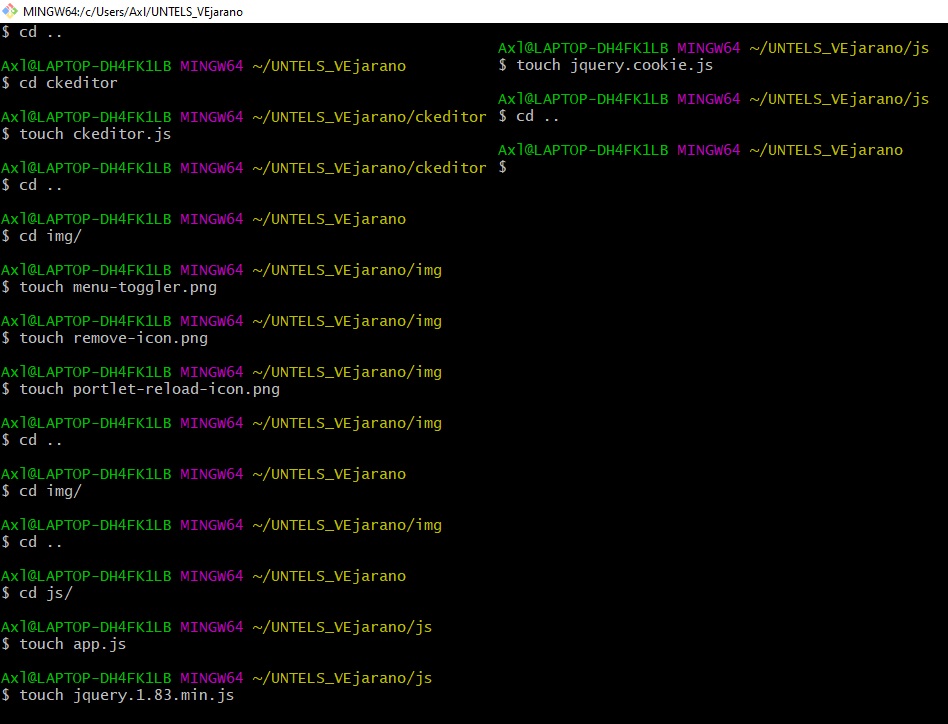 MINGW64:/c/Users/Axl/UNTELS_VEjarano
$ cd ..
Axl@LAPTOP-DH4FK1LB MINGW64 ~/UNTELS_VEjarano
$ cd ckeditor
Axl@LAPTOP-DH4FK1LB MINGW64 ~/UNTELS_VEjarano/ckeditor
$ touch ckeditor.js
Axl@LAPTOP-DH4FK1LB MINGW64 ~/UNTELS_VEjarano/ckeditor
$ cd ..
Axl@LAPTOP-DH4FK1LB MINGW64 ~/UNTELS_VEjarano
$ cd img/
Axl@LAPTOP-DH4FK1LB MINGW64 ~/UNTELS_VEjarano/img
$ touch menu-toggler.png
Axl@LAPTOP-DH4FK1LB MINGW64 ~/UNTELS_VEjarano/img
$ touch remove-icon.png
Axl@LAPTOP-DH4FK1LB MINGW64 ~/UNTELS_VEjarano/img
$ touch portlet-reload-icon.png
Axl@LAPTOP-DH4FK1LB MINGW64 ~/UNTELS_VEjarano/img
$ cd ..
Axl@LAPTOP-DH4FK1LB MINGW64 ~/UNTELS_VEjarano
$ cd img/
Axl@LAPTOP-DH4FK1LB MINGW64 ~/UNTELS_VEjarano/img
$ cd ..
Axl@LAPTOP-DH4FK1LB MINGW64 ~/UNTELS_VEjarano
$ cd js/
Axl@LAPTOP-DH4FK1LB MINGW64 ~/UNTELS_VEjarano/js
$ touch app.js
Axl@LAPTOP-DH4FK1LB MINGW64 ~/UNTELS_VEjarano/js
$ touch jquery.1.83.min.js
Axl@LAPTOP-DH4FK1LB MINGW64 ~/UNTELS_VEjarano/js
$ touch jquery.cookie.js
Axl@LAPTOP-DH4FK1LB MINGW64 ~/UNTELS_VEjarano/js
$ cd ..
Axl@LAPTOP-DH4FK1LB MINGW64 ~/UNTELS_VEjarano
$